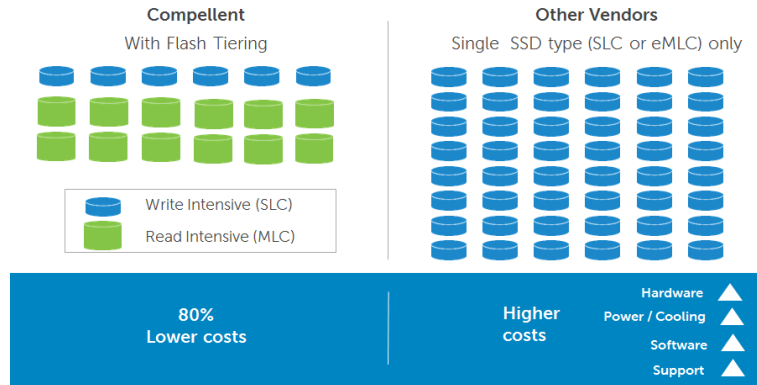 Compellent
With Flash Tiering
Write Intensive (SLC)
Read Intensive (MLC)
Other Vendors
Single SSD type (SLC or eMLC) only
80%
Lower costs
Higher
costs
Hardware
Power / Cooling
Software
Support